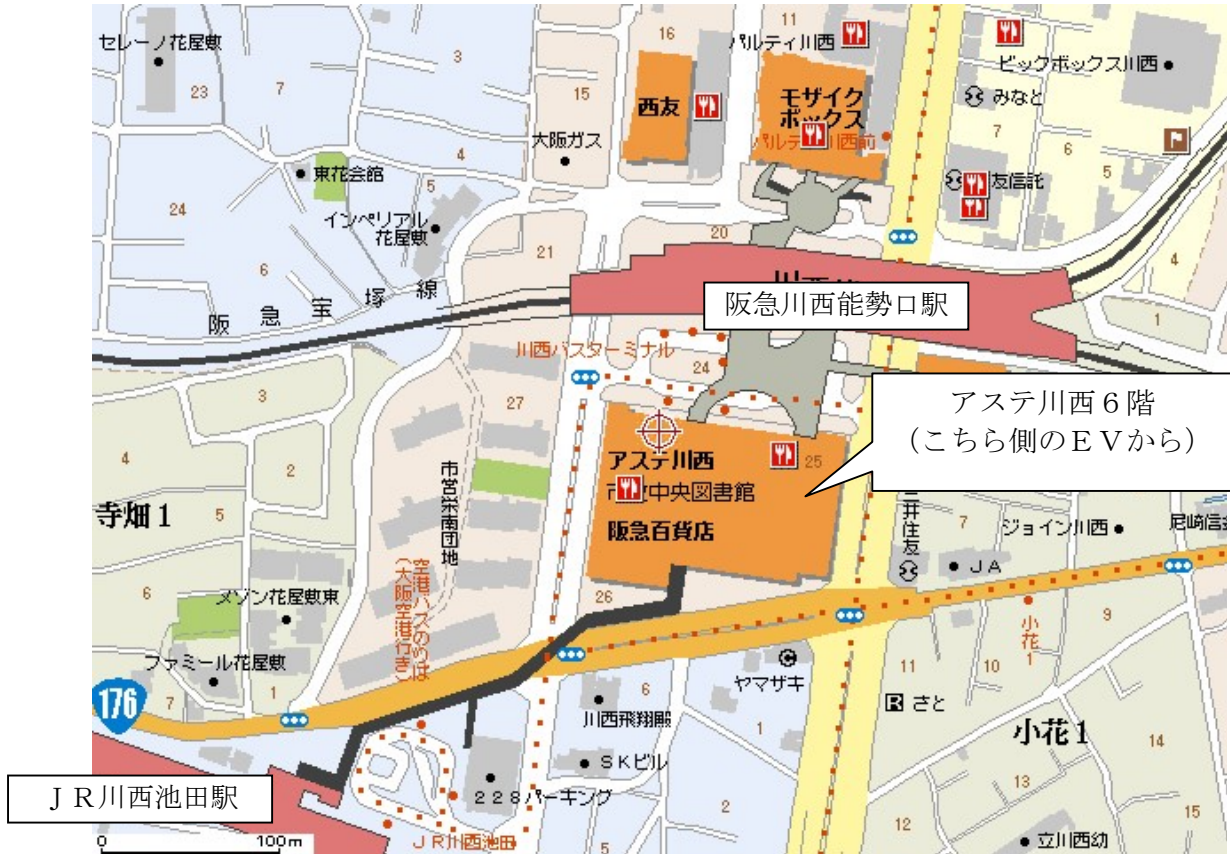 セレーノ花屋敷
23
7
3
16
11
パルティ川西
ビックボックス川西
15
西友
モザイク
ボックス
みなと
7
大阪ガス
パルティ川西前
6
4
5
東花会館
友信託
5
24
インペリアル
花屋敷
20
21
6
4
阪急宝塚線
阪急川西能勢口駅
1
川西バスターミナル
24
3
27
アステ川西6階
(こちら側のEVから)
4
2
アステ川西
25
市営栄南団地
中央図書館
寺畑1
5
阪急百貨店
井住友
7
ジョイン川西
尼崎信
JA
空港バスのりば
(大阪空港行き)
6
メゾン花屋敷東
26
9
小花1
ファミール花屋敷
ヤマザキ
11
10
176
7
1
6
R さと
川西飛翔殿
1
小花1
14
SKビル
13
JR川西池田駅
228パーキング
2
15
12
0
100m
JR川西池田
5
立川西幼